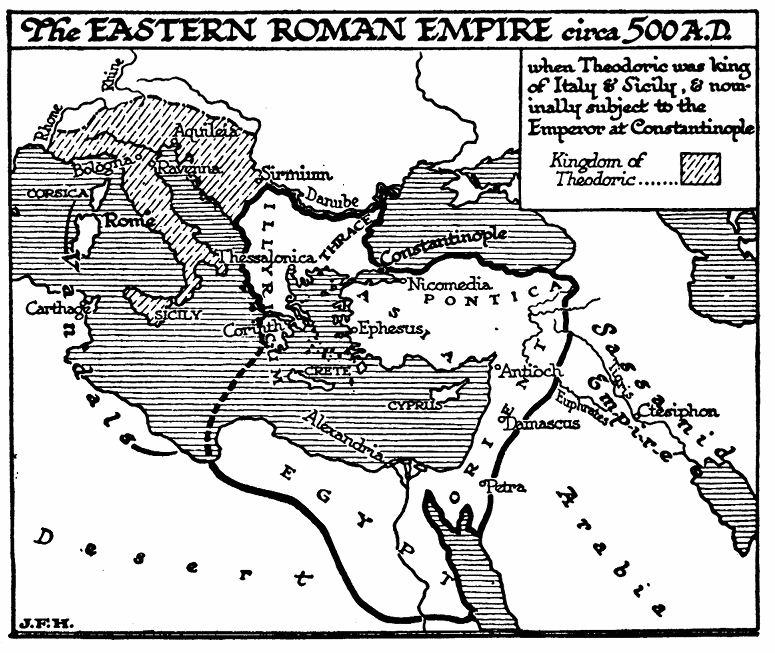 The EASTERN ROMAN EMPIRE circa 500 A.D.
when Theodoric was king
of Italy & Sicily, & nom-
inally subject to the
Emperor at Constantinople
Kingdom of
Theodoric.......
Rhine
Rhone
Aquileia
Bologna
Ravenna
Sirmium
Danube
CORSICA
Rome
ILLYRICUM
THRACE
Constantinople
Thessalonica
Nicomedia
PONTICA
ASIA
Carthage
SICILY
Corinth
Ephesus
CRETE
CYPRUS
Antioch
ORIENT
Sassanid
Empire
Tigris
Euphrates
Ctesiphon
Vandals
Alexandria
Damascus
Petra
EGYPT
Arabia
Desert
J.F.H.